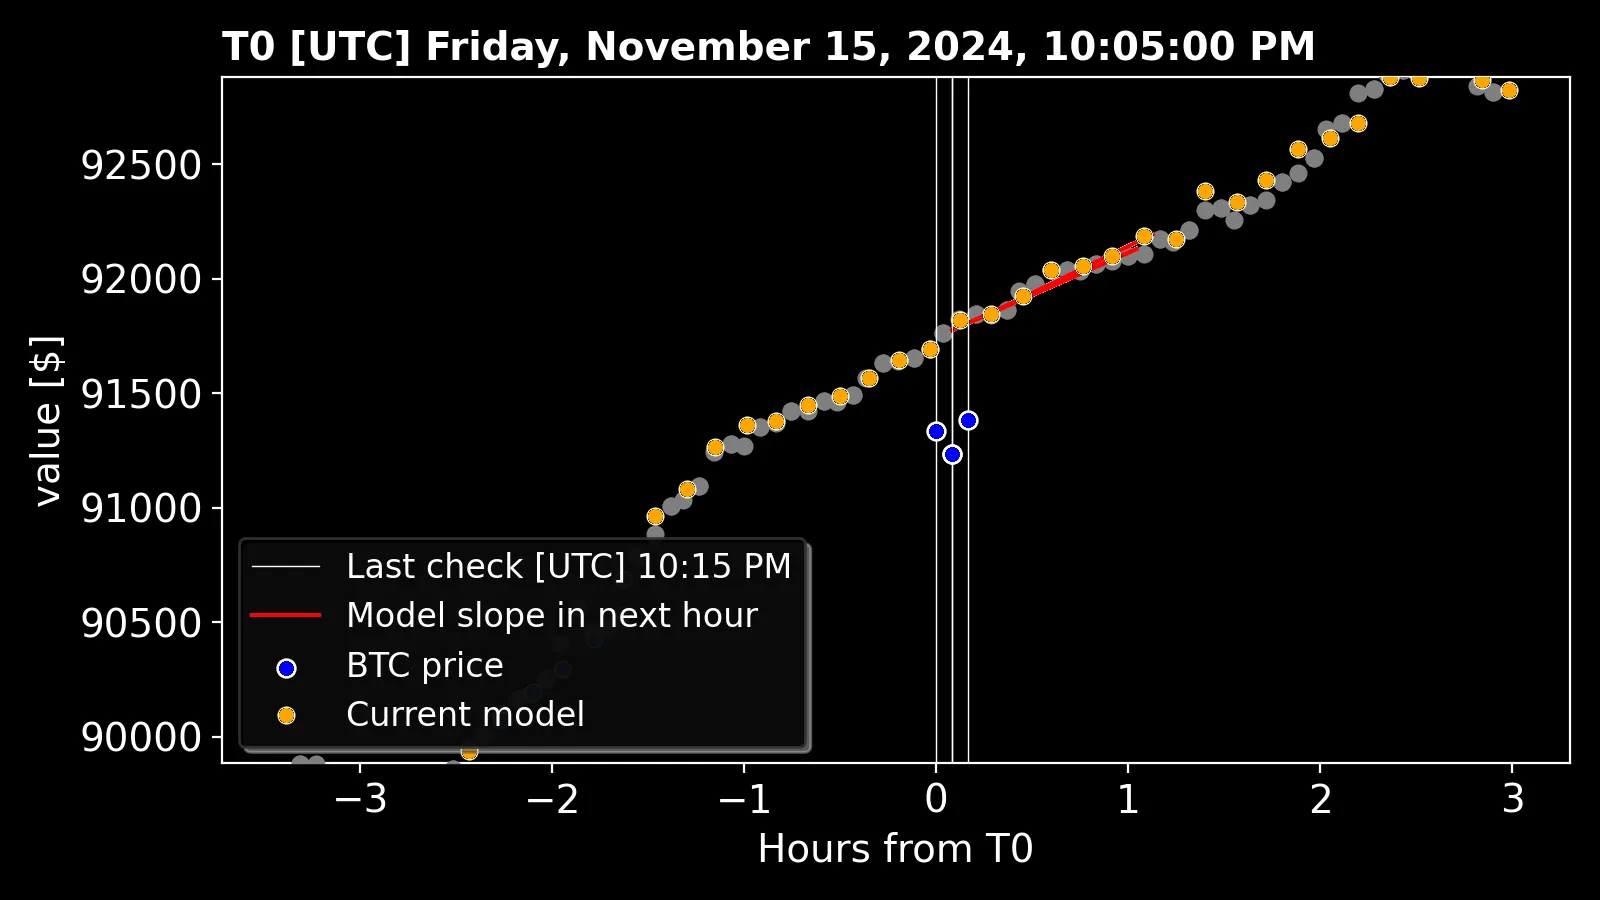 T0 [UTC] Friday, November 15, 2024, 10:05:00 PM
value [$]
92500
92000
91500
91000
90500
90000
Last check [UTC] 10:15 PM
Model slope in next hour
BTC price
Current model
−3 −2 −1 0 1 2 3
Hours from T0